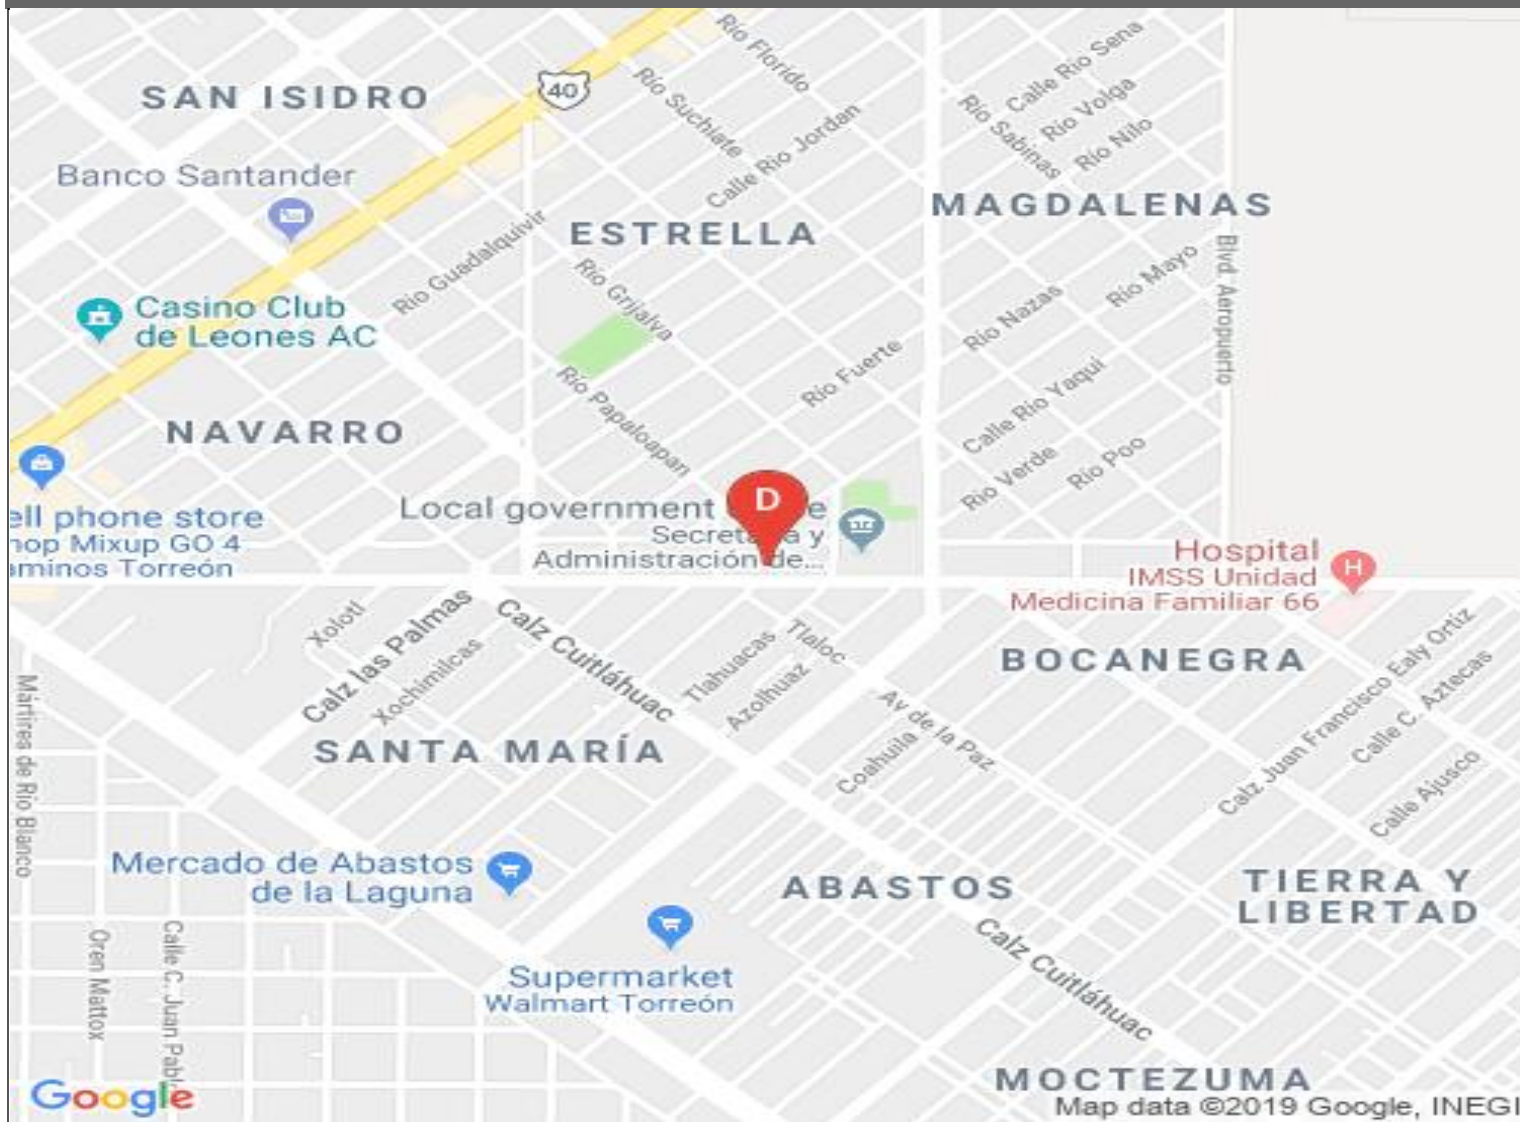 Río Florido
Calle Rio Sena
SAN ISIDRO
40
Río Suchiate
Río Volga
Río Sabinas
Río Nilo
Calle Rio Jordan
Banco Santander
MAGDALENAS
ESTRELLA
Río Guadalquivir
Blvd. Aeropuerto
Río Mayo
Río Grijalva
Río Nazas
Casino Club
de Leones AC
Río Fuerte
Río Papaloapan
Calle Rio Yaqui
NAVARRO
Río Verde
Río Poo
D
Local government
ell phone store
hop Mixup GO 4
aminos Torreón
Administración de...
Hospital
IMSS Unidad
Medicina Familiar 66
H
Xolotl
Calz las Palmas
Xochimilcas
Calz Cuitláhuac
Tlahuacas
Tlaloc
Azolhuaz
BOCANEGRA
Calz Juan Francisco Ealy Ortiz
Calle C. Aztecas
Mártires de Rio Blanco
Av de la Paz
Coahuila
SANTA MARÍA
Calle Ajusco
Mercado de Abastos
de la Laguna
ABASTOS
TIERRA Y
LIBERTAD
Oren Mattox
Calle C. Juan Pabl
Supermarket
Walmart Torreón
Calz Cuitláhuac
MOCTEZUMA
Google
Map data ©2019 Google, INEGI